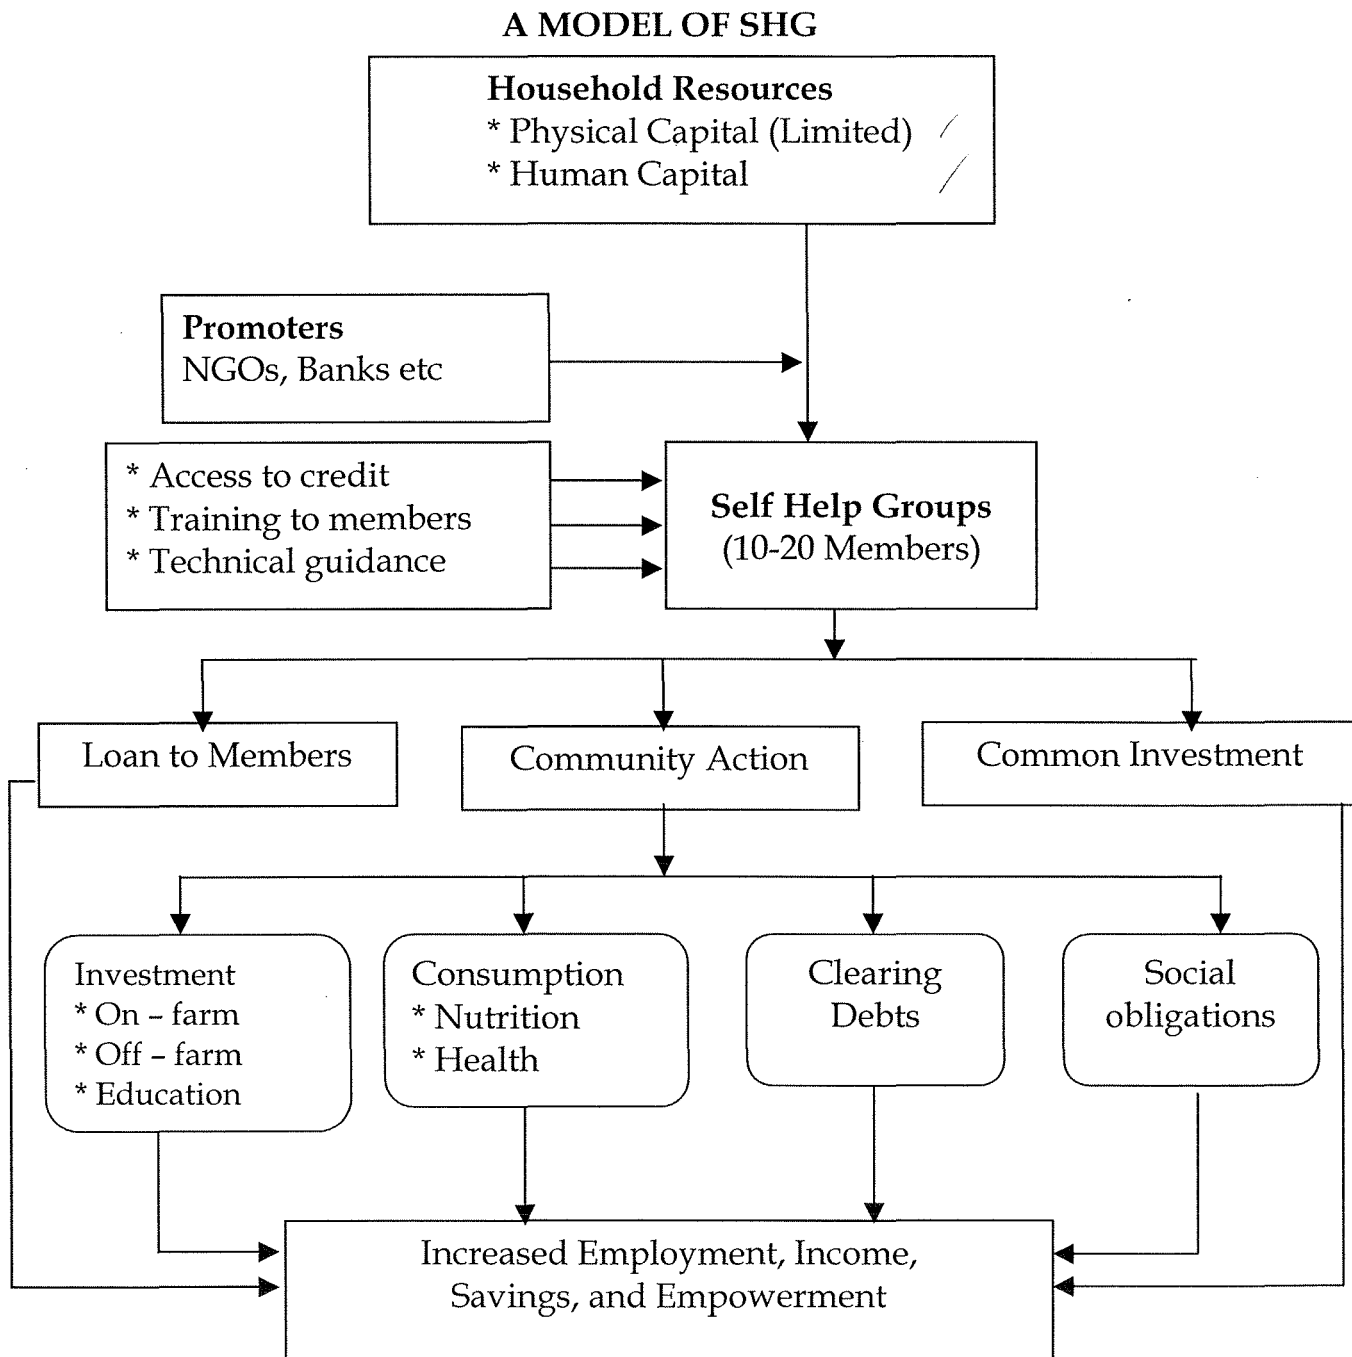 A MODEL OF SHG
Household Resources
* Physical Capital (Limited)
* Human Capital
Promoters
NGOs, Banks etc
* Access to credit
* Training to members
* Technical guidance
Self Help Groups
(10-20 Members)
Loan to Members
Community Action
Common Investment
Investment
* On – farm
* Off – farm
* Education
Consumption
* Nutrition
* Health
Clearing
Debts
Social
obligations
Increased Employment, Income,
Savings, and Empowerment